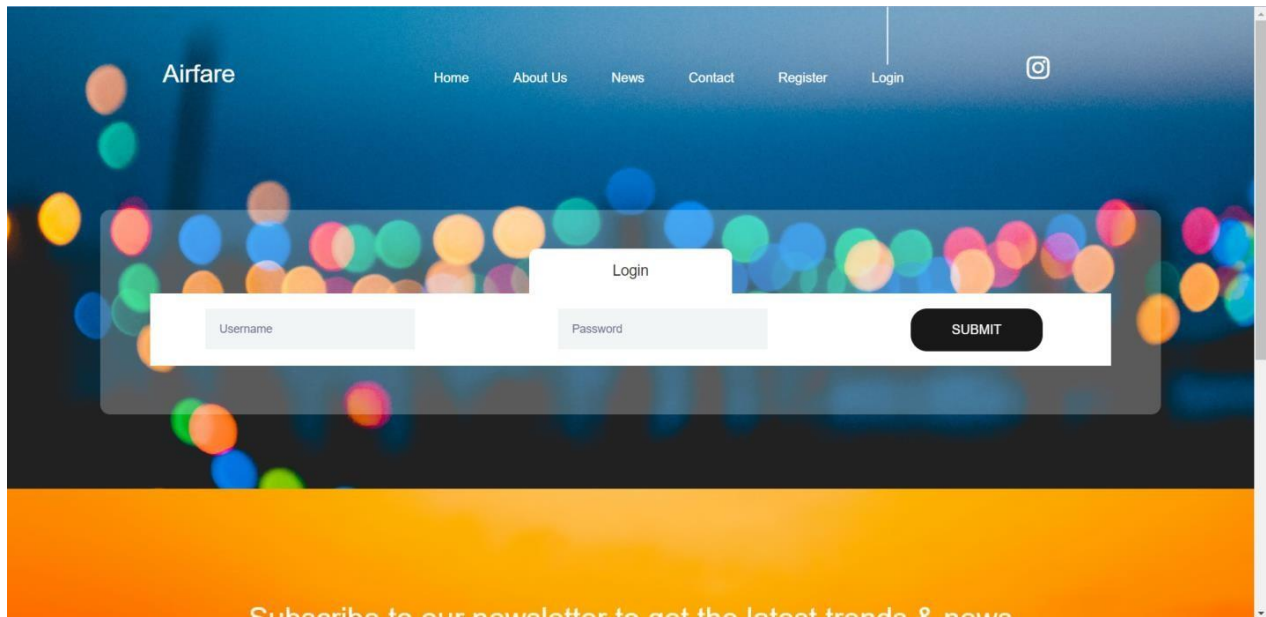 Airfare
Home About Us News Contact Register Login
Login
Username Password SUBMIT
Subscribe to our newsletter to get the latest trends & news